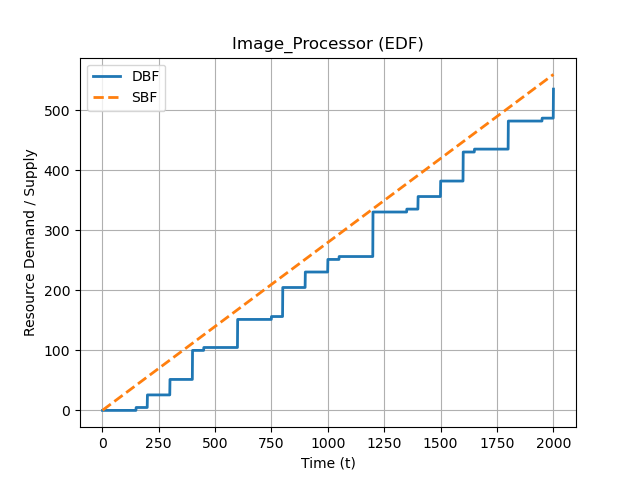 Image_Processor (EDF)
DBF
SBF
Resource Demand / Supply
500
400
300
200
100
0
0 250 500 750 1000 1250 1500 1750 2000
Time (t)